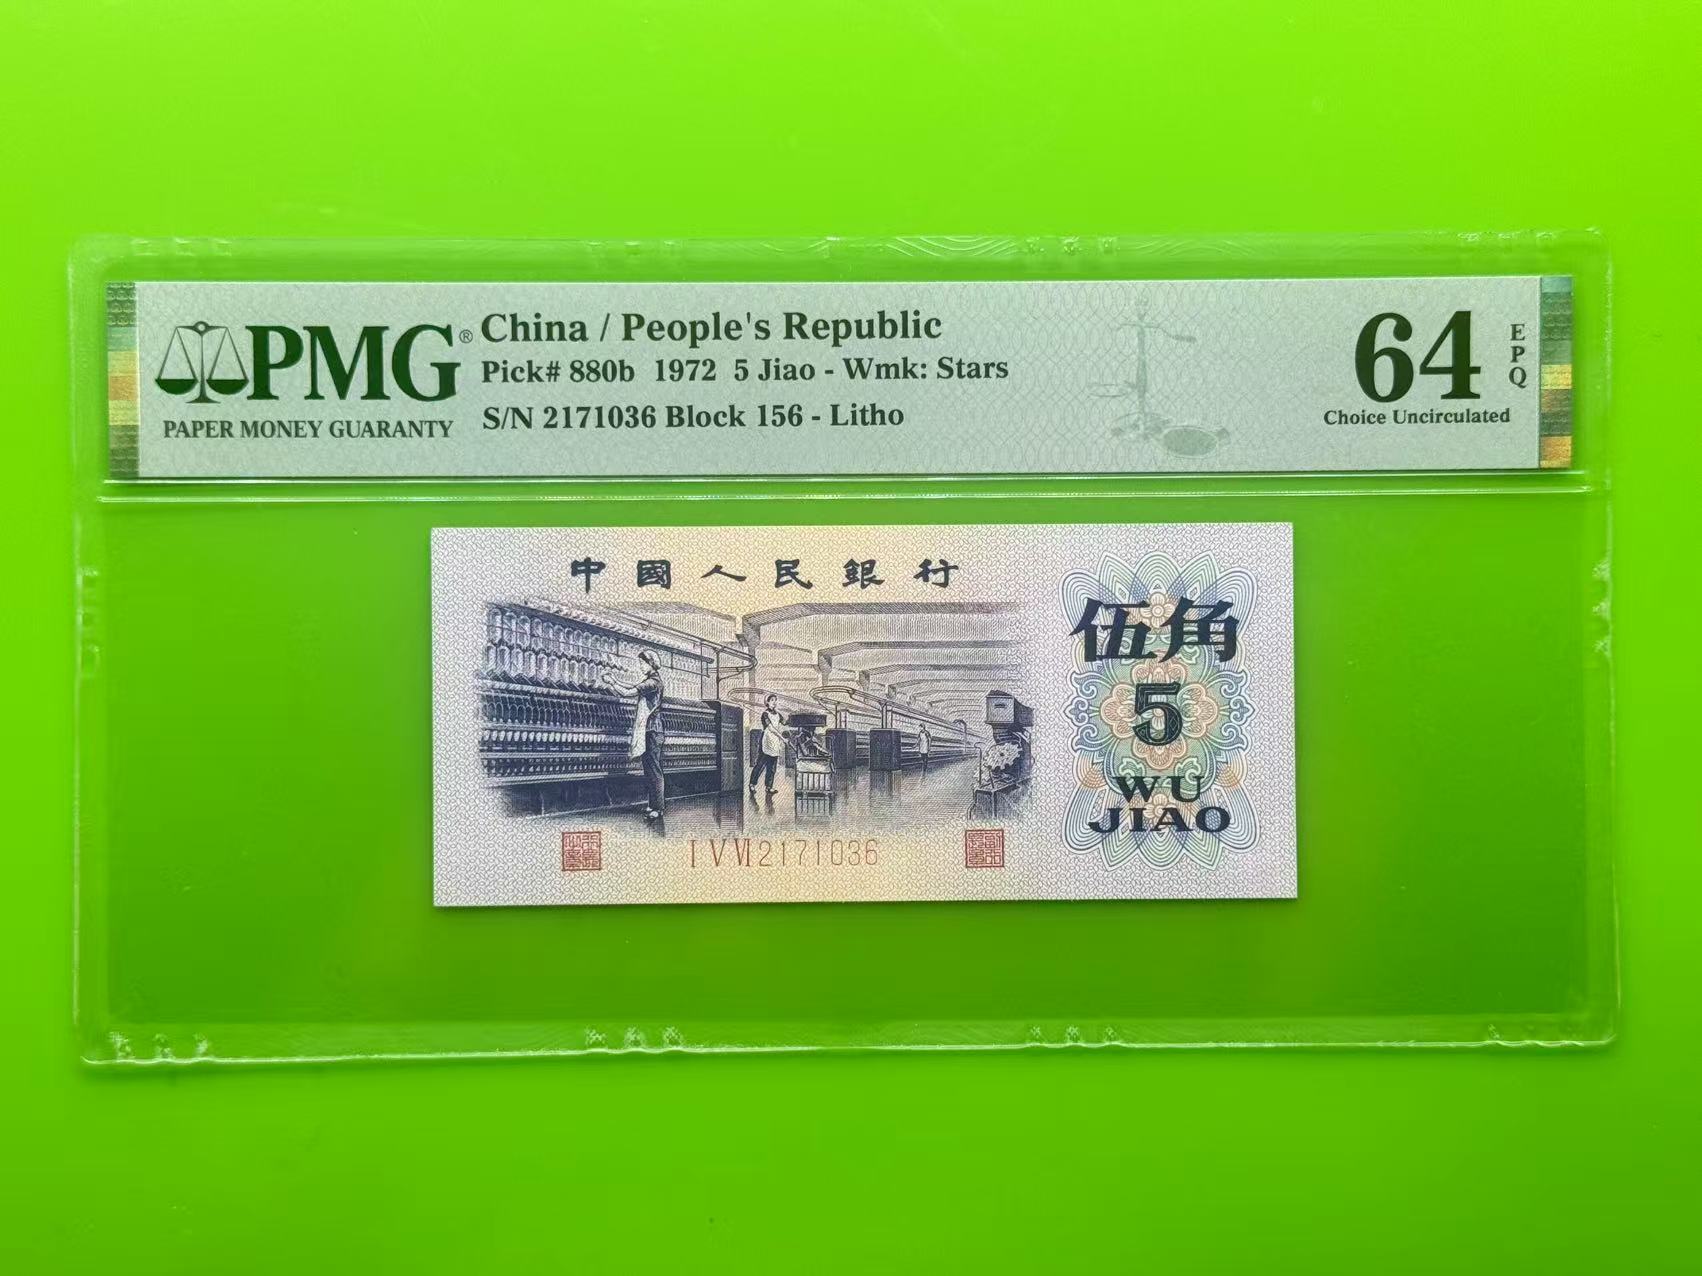 PMG®
PAPER MONEY GUARANTY
China / People's Republic
Pick# 880b 1972 5 Jiao - Wmk: Stars
S/N 2171036 Block 156 - Litho
64
EPQ
Choice Uncirculated
中國人民銀行
伍角
5
WU
JIAO
I V VI 2171036